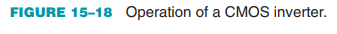 FIGURE 15–18 Operation of a CMOS inverter.